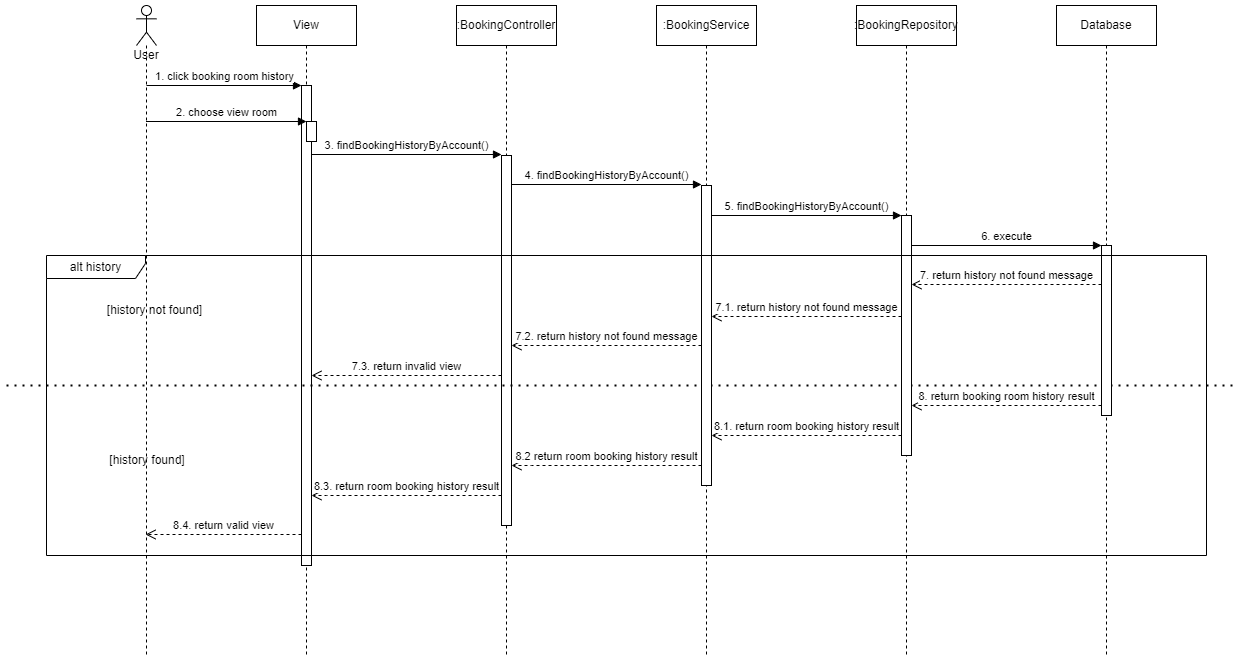 User
View
:BookingController
:BookingService
:BookingRepository
Database
1. click booking room history
2. choose view room
3. findBookingHistoryByAccount()
4. findBookingHistoryByAccount()
5. findBookingHistoryByAccount()
6. execute
alt history
7. return history not found message
[history not found]
7.1. return history not found message
7.2. return history not found message
7.3. return invalid view
8. return booking room history result
8.1. return room booking history result
8.2 return room booking history result
[history found]
8.3. return room booking history result
8.4. return valid view